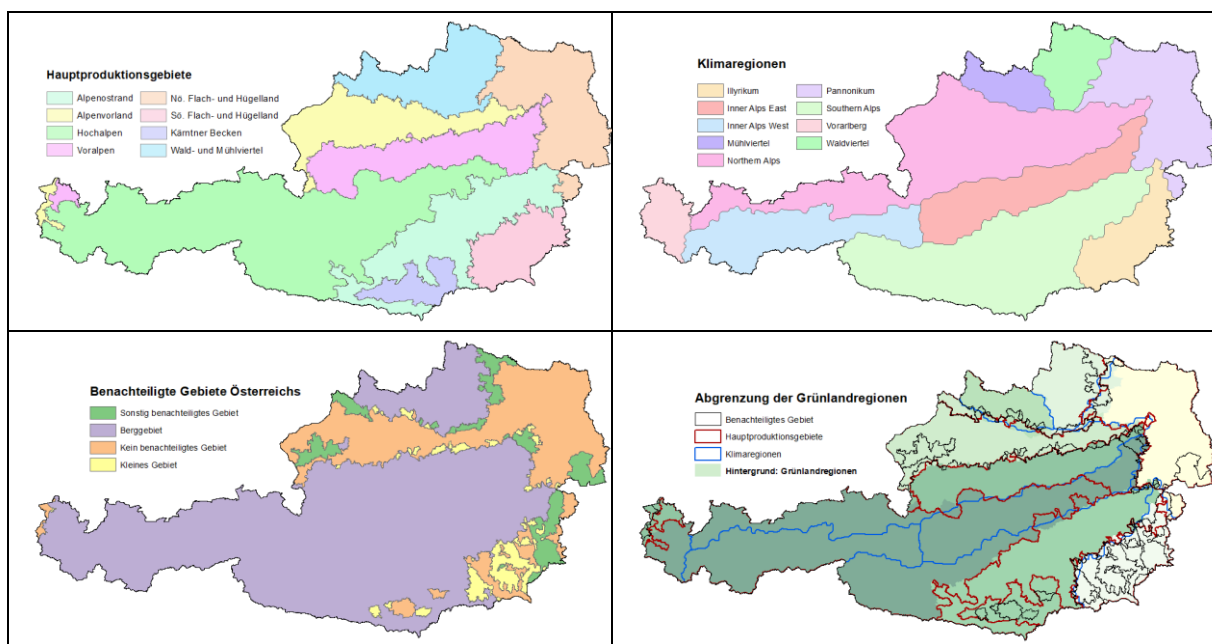 Hauptproduktionsgebiete
Alpenostrand
Alpenvorland
Hochalpen
Voralpen
Nö. Flach- und Hügelland
Sö. Flach- und Hügelland
Kärntner Becken
Wald- und Mühlviertel
Klimaregionen
Illyrikum
Inner Alps East
Inner Alps West
Mühlviertel
Northern Alps
Pannonikum
Southern Alps
Vorarlberg
Waldviertel
Benachteiligte Gebiete Österreichs
Sonstig benachteiligtes Gebiet
Berggebiet
Kein benachteiligtes Gebiet
Kleines Gebiet
Abgrenzung der Grünlandregionen
Benachteiligtes Gebiet
Hauptproduktionsgebiete
Klimaregionen
Hintergrund: Grünlandregionen